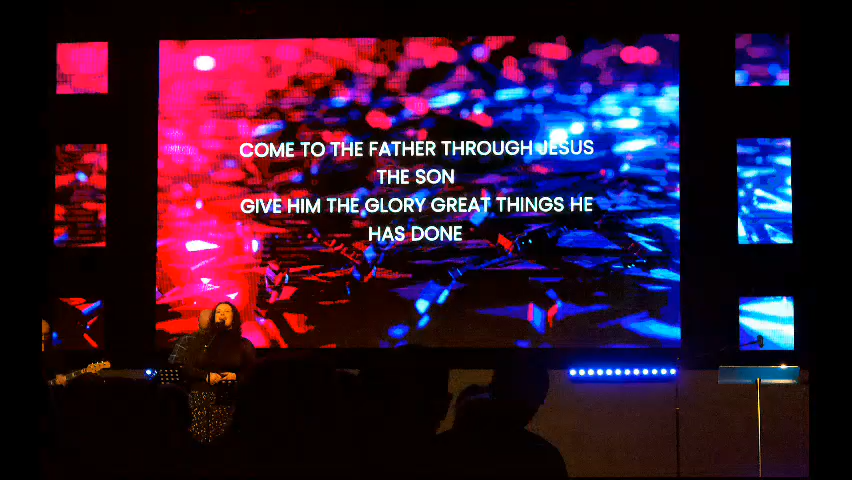 COME TO THE FATHER THROUGH JESUS
THE SON
GIVE HIM THE GLORY GREAT THINGS HE
HAS DONE